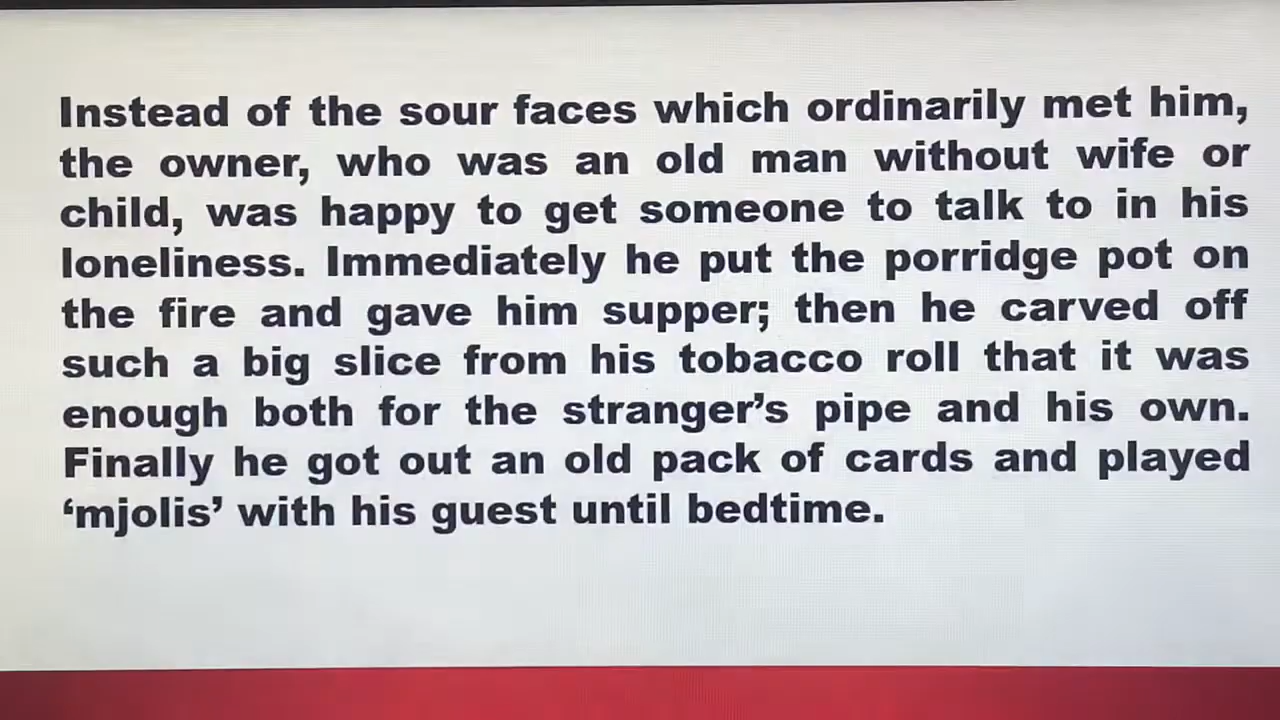 Instead of the sour faces which ordinarily met him,
the owner, who was an old man without wife or
child, was happy to get someone to talk to in his
loneliness. Immediately he put the porridge pot on
the fire and gave him supper; then he carved off
such a big slice from his tobacco roll that it was
enough both for the stranger’s pipe and his own.
Finally he got out an old pack of cards and played
‘mjolis’ with his guest until bedtime.